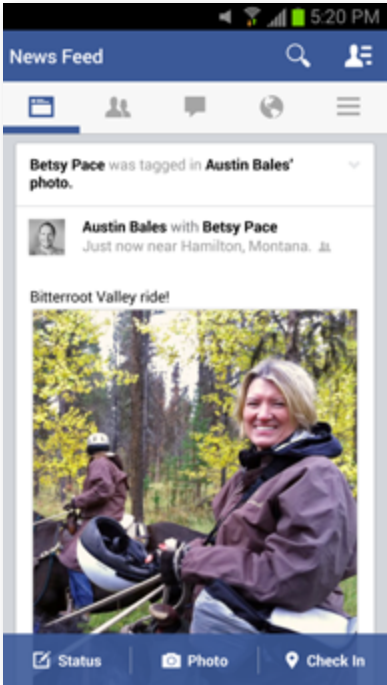 5:20 PM
News Feed
Betsy Pace was tagged in Austin Bales'
photo.
Austin Bales with Betsy Pace
Just now near Hamilton, Montana.
Bitterroot Valley ride!
Status Photo Check In